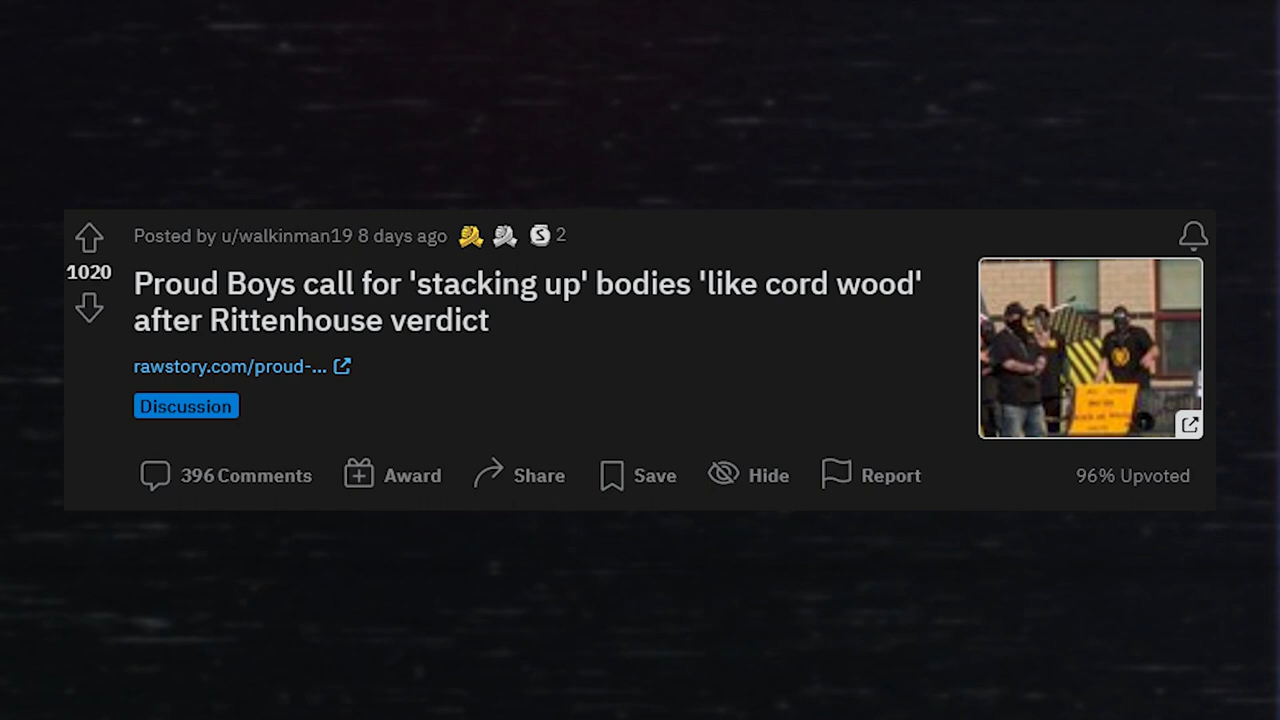 Posted by u/walkinman19 8 days ago 2
1020
Proud Boys call for 'stacking up' bodies 'like cord wood'
after Rittenhouse verdict
rawstory.com/proud-...
Discussion
396 Comments Award Share Save Hide Report 96% Upvoted